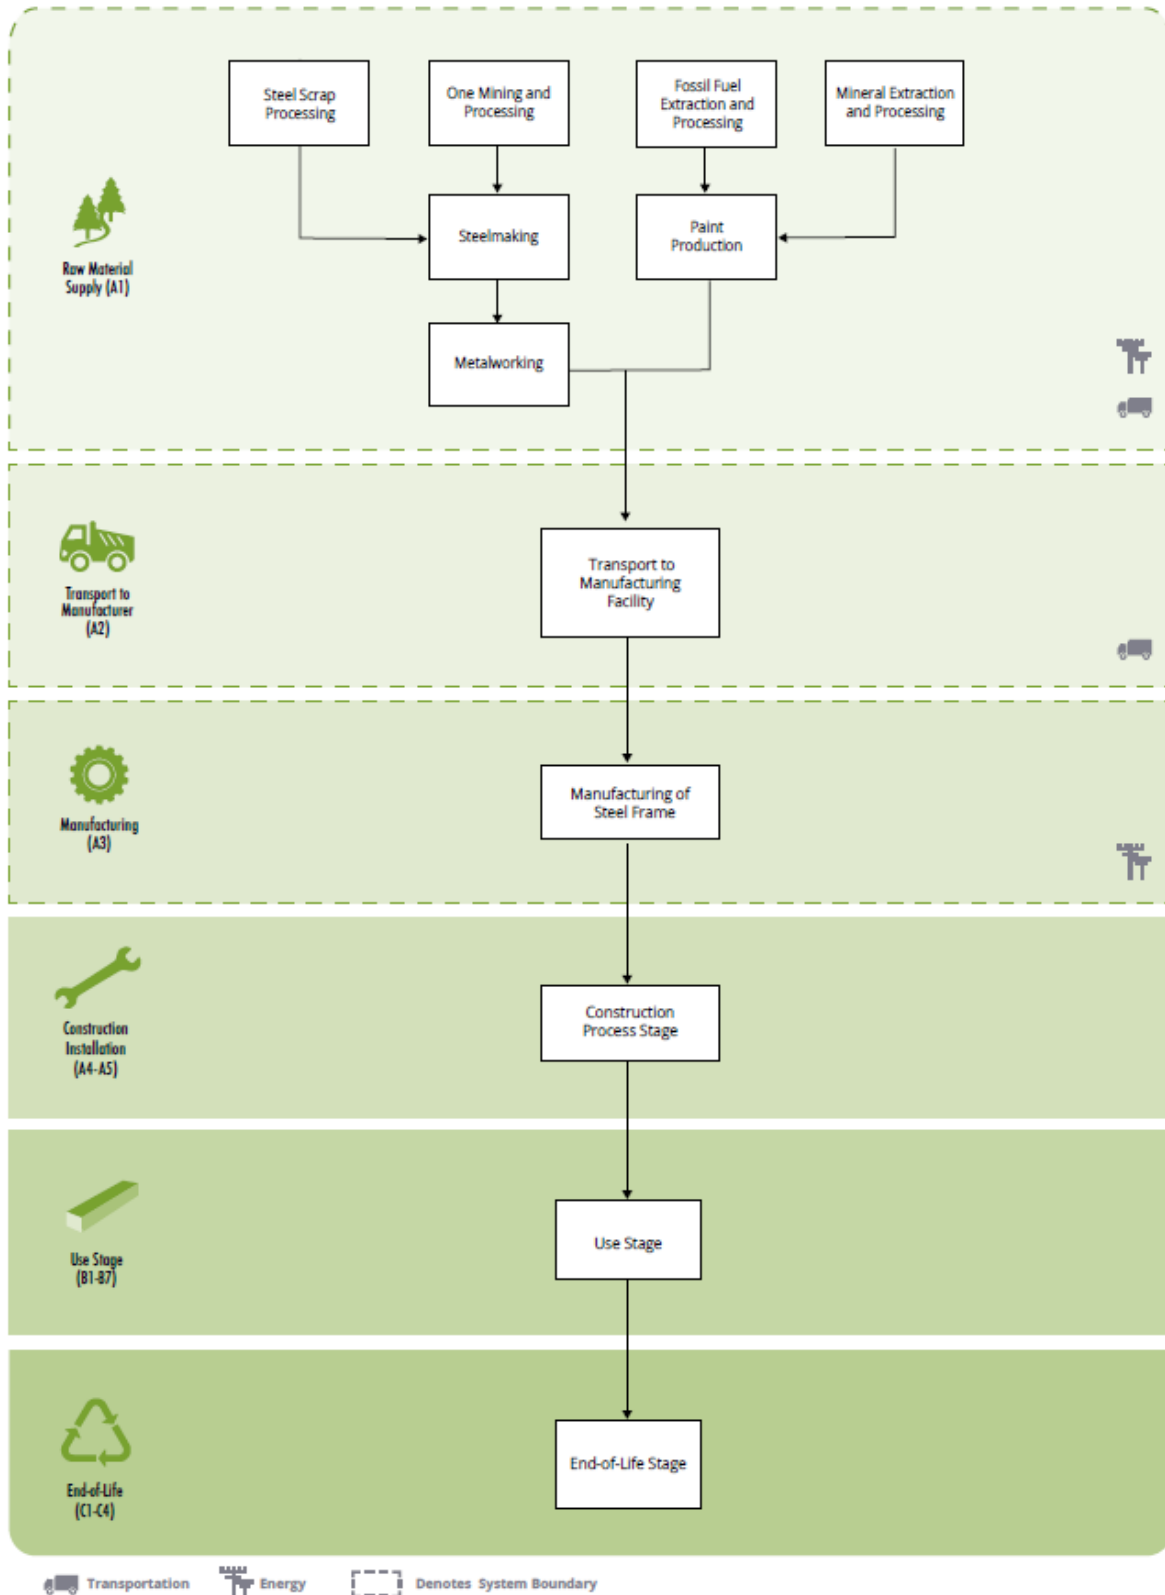 Steel Scrap
Processing
One Mining and
Processing
Fossil Fuel
Extraction and
Processing
Mineral Extraction
and Processing
Steelmaking
Paint
Production
Raw Material
Supply (A1)
Metalworking
Transport to
Manufacturer
(A2)
Transport to
Manufacturing
Facility
Manufacturing
(A3)
Manufacturing of
Steel Frame
Construction
Installation
(A4-A5)
Construction
Process Stage
Use Stage
(B1-B7)
Use Stage
End-of-Life
(C1-C4)
End-of-Life Stage
Transportation
Energy
Denotes System Boundary